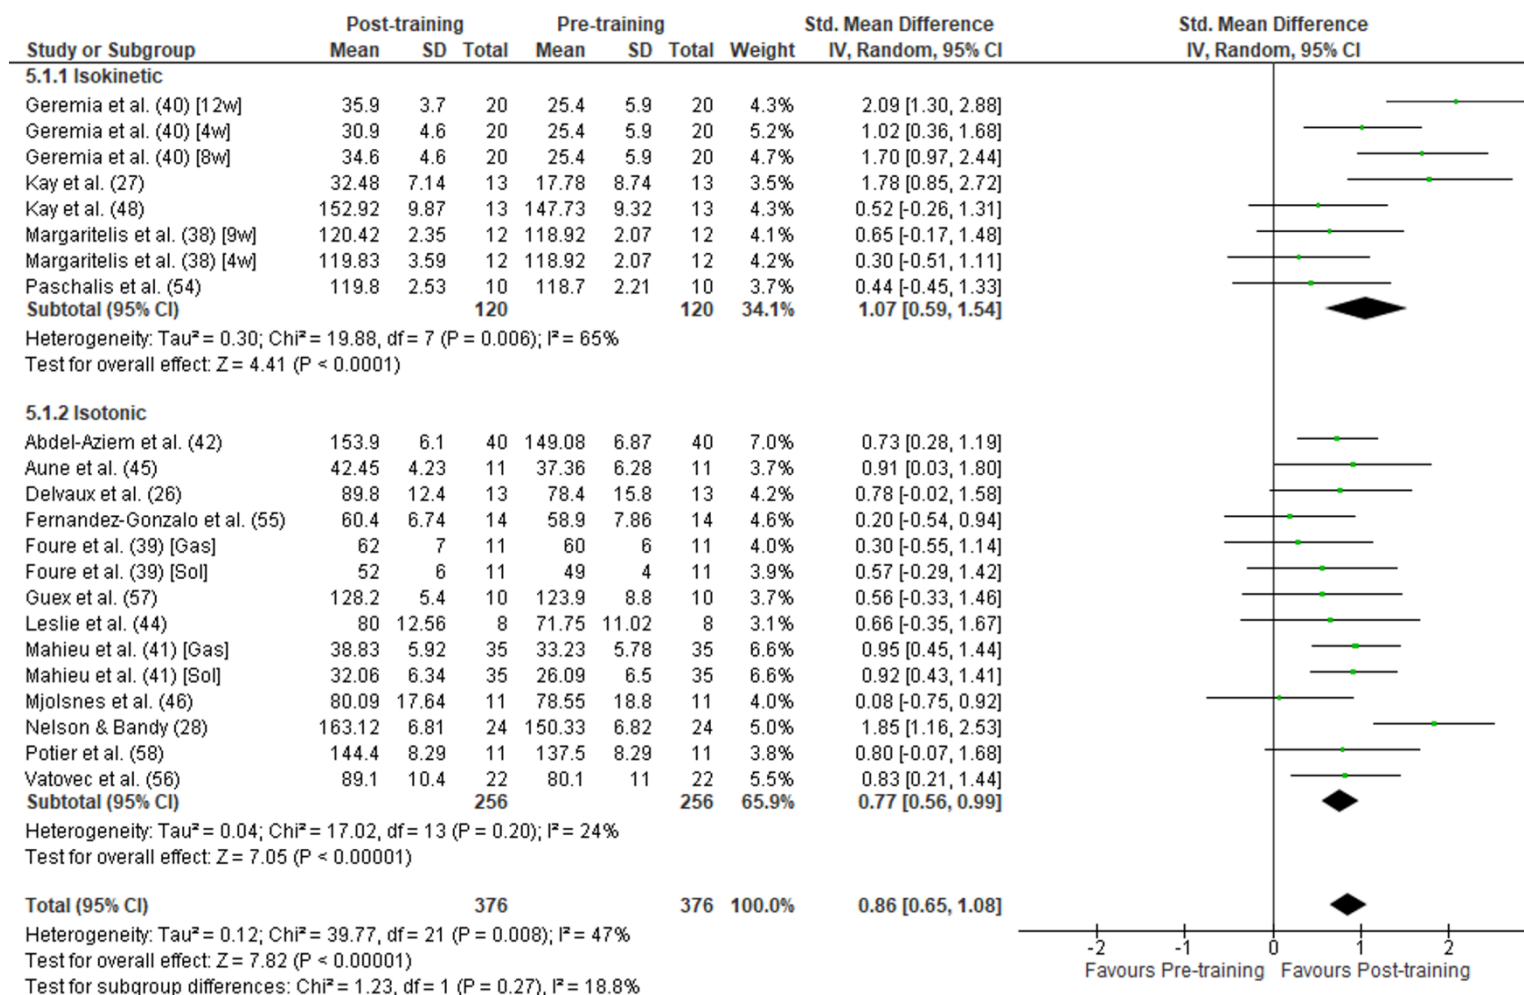 Post-training Pre-training Std. Mean Difference Std. Mean Difference
Study or Subgroup Mean SD Total Mean SD Total Weight IV, Random, 95% CI IV, Random, 95% CI
5.1.1 Isokinetic
Geremia et al. (40) [12w] 35.9 3.7 20 25.4 5.9 20 4.3% 2.09 [1.30, 2.88]
Geremia et al. (40) [4w] 30.9 4.6 20 25.4 5.9 20 5.2% 1.02 [0.36, 1.68]
Geremia et al. (40) [8w] 34.6 4.6 20 25.4 5.9 20 4.7% 1.70 [0.97, 2.44]
Kay et al. (27) 32.48 7.14 13 17.78 8.74 13 3.5% 1.78 [0.85, 2.72]
Kay et al. (48) 152.92 9.87 13 147.73 9.32 13 4.3% 0.52 [-0.26, 1.31]
Margaritelis et al. (38) [9w] 120.42 2.35 12 118.92 2.07 12 4.1% 0.65 [-0.17, 1.48]
Margaritelis et al. (38) [4w] 119.83 3.59 12 118.92 2.07 12 4.2% 0.30 [-0.51, 1.11]
Paschalis et al. (54) 119.8 2.53 10 118.7 2.21 10 3.7% 0.44 [-0.45, 1.33]
Subtotal (95% CI) 120 120 34.1% 1.07 [0.59, 1.54]
Heterogeneity: Tau² = 0.30; Chi² = 19.88, df = 7 (P = 0.006); I² = 65%
Test for overall effect: Z = 4.41 (P < 0.0001)
5.1.2 Isotonic
Abdel-Aziem et al. (42) 153.9 6.1 40 149.08 6.87 40 7.0% 0.73 [0.28, 1.19]
Aune et al. (45) 42.45 4.23 11 37.36 6.28 11 3.7% 0.91 [0.03, 1.80]
Delvaux et al. (26) 89.8 12.4 13 78.4 15.8 13 4.2% 0.78 [-0.02, 1.58]
Fernandez-Gonzalo et al. (55) 60.4 6.74 14 58.9 7.86 14 4.6% 0.20 [-0.54, 0.94]
Foure et al. (39) [Gas] 62 7 11 60 6 11 4.0% 0.30 [-0.55, 1.14]
Foure et al. (39) [Sol] 52 6 11 49 4 11 3.9% 0.57 [-0.29, 1.42]
Guex et al. (57) 128.2 5.4 10 123.9 8.8 10 3.7% 0.56 [-0.33, 1.46]
Leslie et al. (44) 80 12.56 8 71.75 11.02 8 3.1% 0.66 [-0.35, 1.67]
Mahieu et al. (41) [Gas] 38.83 5.92 35 33.23 5.78 35 6.6% 0.95 [0.45, 1.44]
Mahieu et al. (41) [Sol] 32.06 6.34 35 26.09 6.5 35 6.6% 0.92 [0.43, 1.41]
Mjolsnes et al. (46) 80.09 17.64 11 78.55 18.8 11 4.0% 0.08 [-0.75, 0.92]
Nelson & Bandy (28) 163.12 6.81 24 150.33 6.82 24 5.0% 1.85 [1.16, 2.53]
Potier et al. (58) 144.4 8.29 11 137.5 8.29 11 3.8% 0.80 [-0.07, 1.68]
Vatovec et al. (56) 89.1 10.4 22 80.1 11 22 5.5% 0.83 [0.21, 1.44]
Subtotal (95% CI) 256 256 65.9% 0.77 [0.56, 0.99]
Heterogeneity: Tau² = 0.04; Chi² = 17.02, df = 13 (P = 0.20); I² = 24%
Test for overall effect: Z = 7.05 (P < 0.00001)
Total (95% CI) 376 376 100.0% 0.86 [0.65, 1.08]
Heterogeneity: Tau² = 0.12; Chi² = 39.77, df = 21 (P = 0.008); I² = 47%
Test for overall effect: Z = 7.82 (P < 0.00001)
Test for subgroup differences: Chi² = 1.23, df = 1 (P = 0.27), I² = 18.8%
-2 -1 0 1 2
Favours Pre-training Favours Post-training